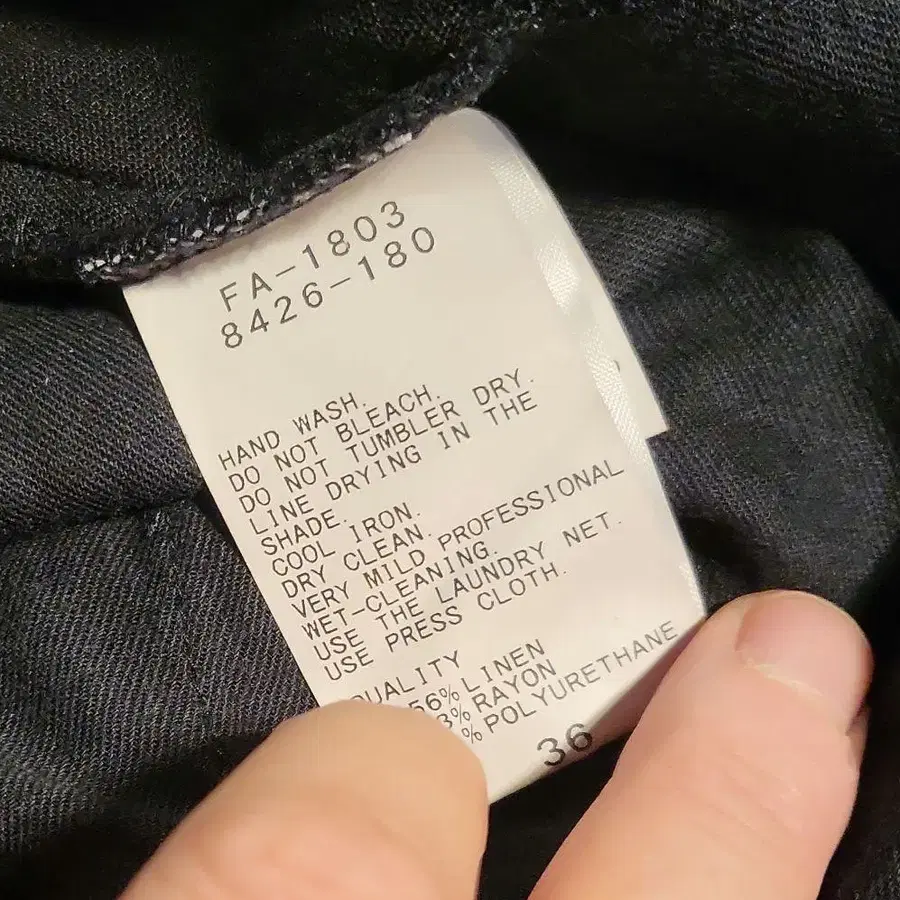 FA-1803
8426-180
HAND WASH.
DO NOT BLEACH.
DO NOT TUMBLER DRY.
LINE DRYING IN THE
SHADE.
COOL IRON.
DRY CLEAN.
VERY MILD PROFESSIONAL
WET-CLEANING.
USE THE LAUNDRY NET.
USE PRESS CLOTH.
QUALITY
56% LINEN
3% RAYON
% POLYURETHANE
36